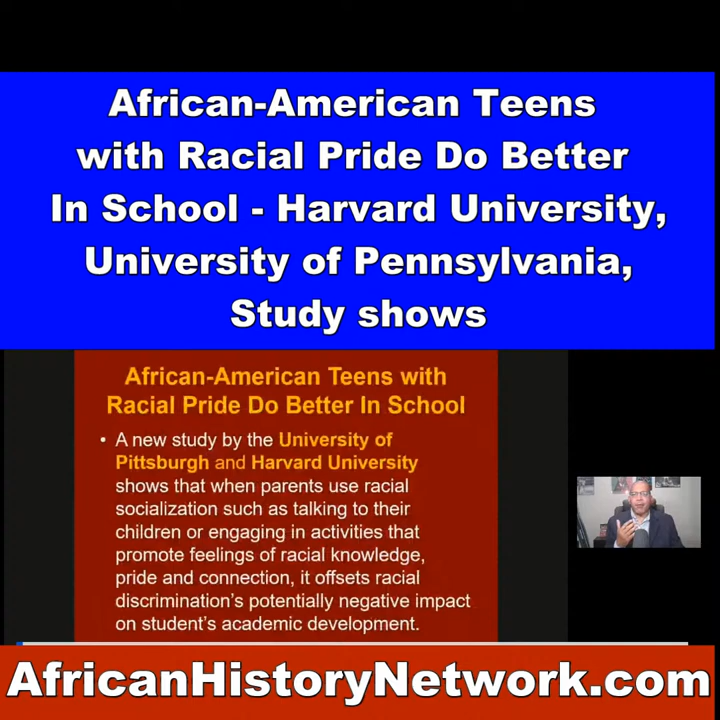 African-American Teens
with Racial Pride Do Better
In School - Harvard University,
University of Pennsylvania,
Study shows
African-American Teens with
Racial Pride Do Better In School
• A new study by the University of
Pittsburgh and Harvard University
shows that when parents use racial
socialization such as talking to their
children or engaging in activities that
promote feelings of racial knowledge,
pride and connection, it offsets racial
discrimination's potentially negative impact
on student's academic development.
AfricanHistoryNetwork.com